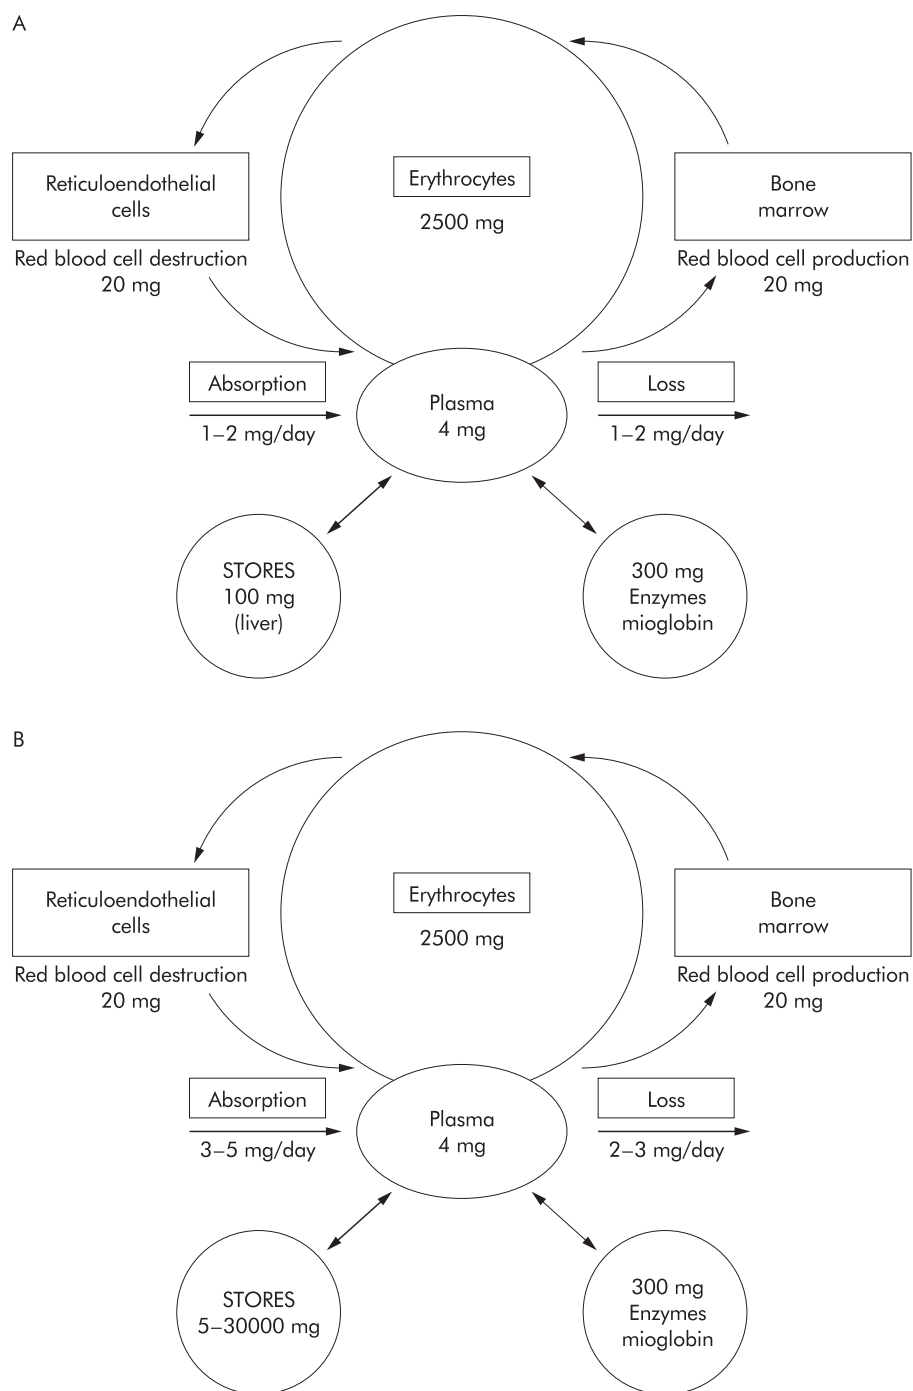 A
Reticuloendothelial
cells
Red blood cell destruction
20 mg
Erythrocytes
2500 mg
Bone
marrow
Red blood cell production
20 mg
Absorption
1–2 mg/day
Plasma
4 mg
Loss
1–2 mg/day
STORES
100 mg
(liver)
300 mg
Enzymes
mioglobin
B
Reticuloendothelial
cells
Red blood cell destruction
20 mg
Erythrocytes
2500 mg
Bone
marrow
Red blood cell production
20 mg
Absorption
3–5 mg/day
Plasma
4 mg
Loss
2–3 mg/day
STORES
5–30000 mg
300 mg
Enzymes
mioglobin